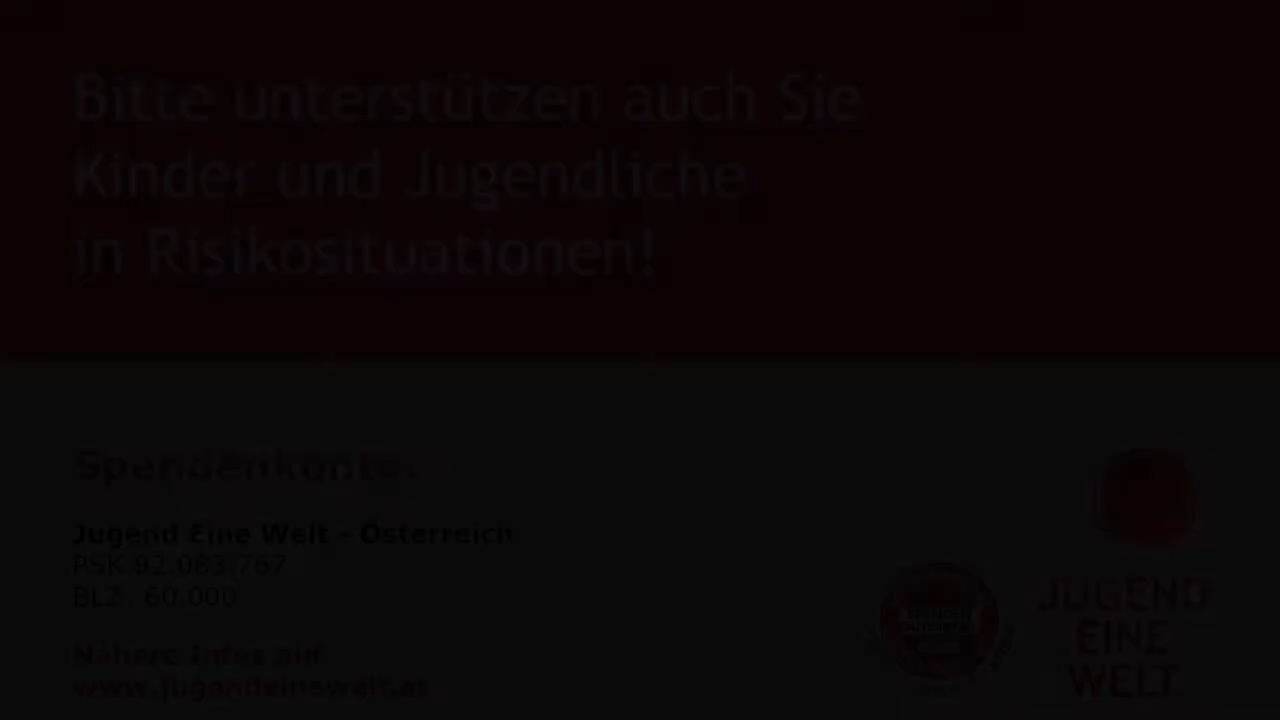 Bitte unterstützen auch Sie
Kinder und Jugendliche
in Risikosituationen!
Spendenkonto:
Jugend Eine Welt - Österreich
PSK 92.083.767
BLZ: 60.000
Nähere Infos auf
www.jugendeinewelt.at
JUGEND
EINE
WELT